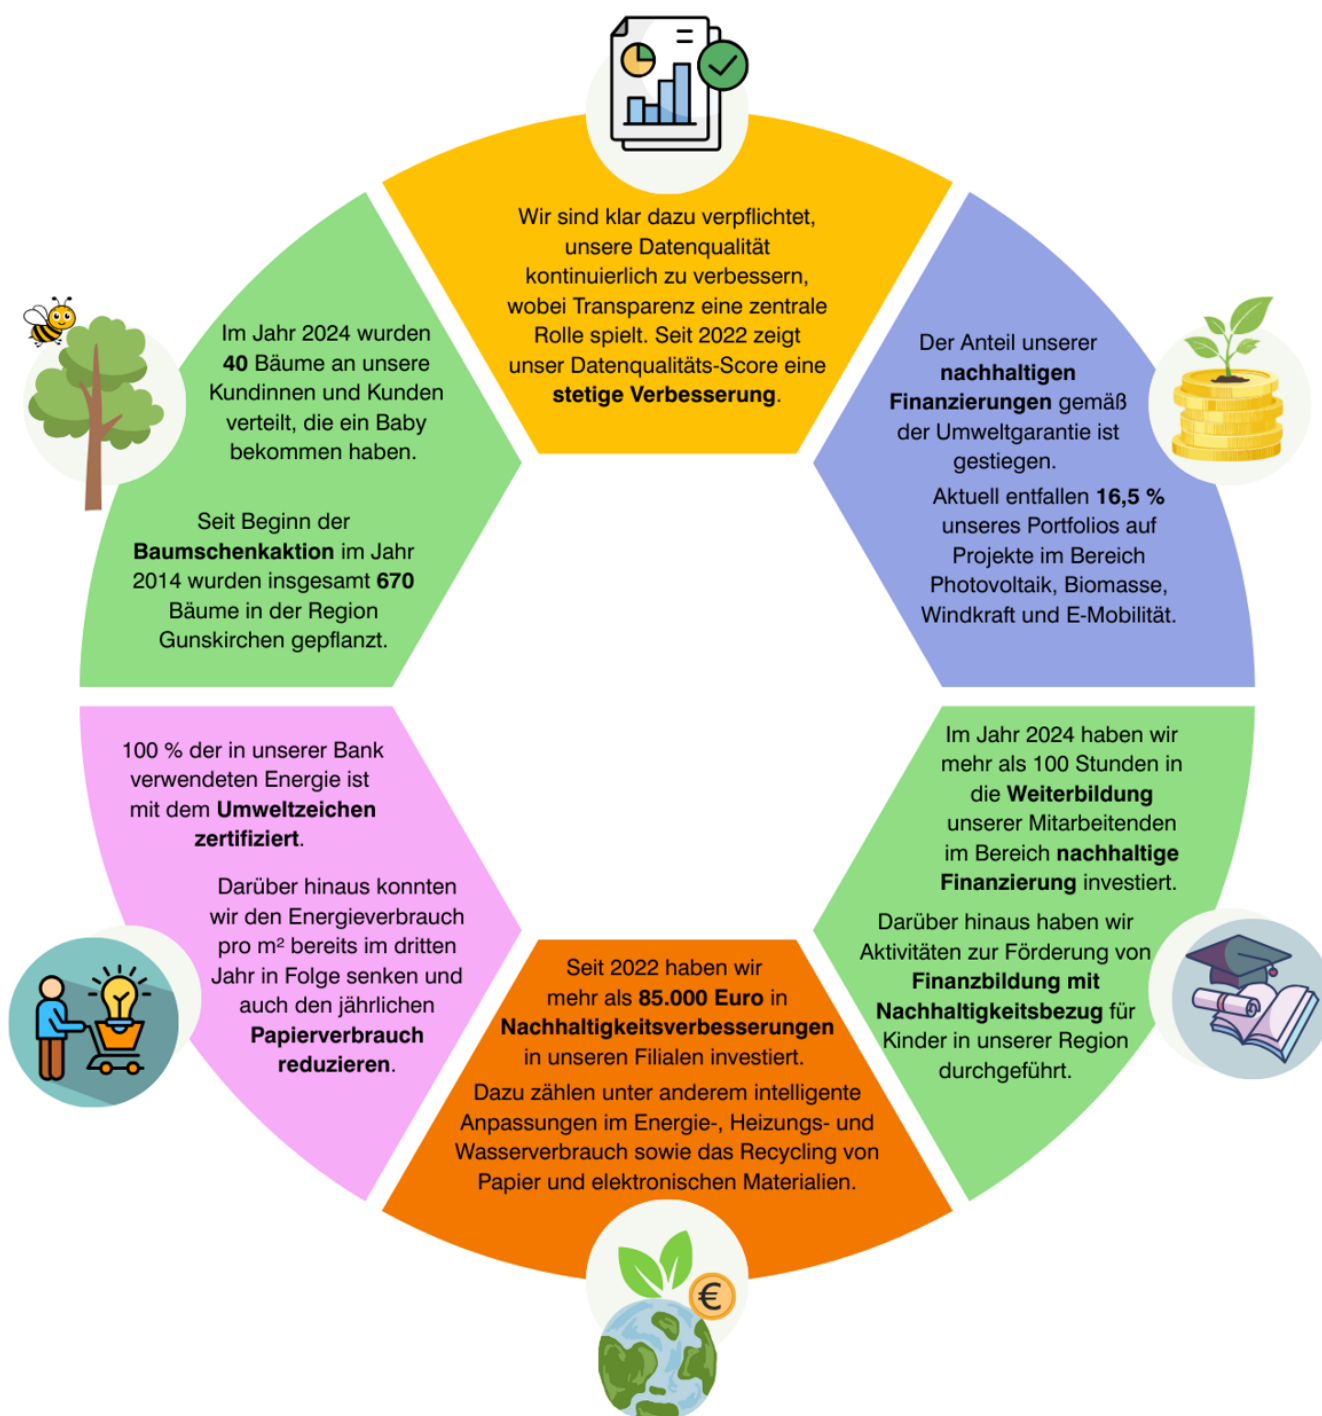 Wir sind klar dazu verpflichtet,
unsere Datenqualität
kontinuierlich zu verbessern,
wobei Transparenz eine zentrale
Rolle spielt. Seit 2022 zeigt
unser Datenqualitäts-Score eine
stetige Verbesserung.
Der Anteil unserer
nachhaltigen
Finanzierungen gemäß
der Umweltgarantie ist
gestiegen.
Aktuell entfallen 16,5 %
unseres Portfolios auf
Projekte im Bereich
Photovoltaik, Biomasse,
Windkraft und E-Mobilität.
Im Jahr 2024 haben wir
mehr als 100 Stunden in
die Weiterbildung
unserer Mitarbeitenden
im Bereich nachhaltige
Finanzierung investiert.
Darüber hinaus haben wir
Aktivitäten zur Förderung von
Finanzbildung mit
Nachhaltigkeitsbezug für
Kinder in unserer Region
durchgeführt.
Seit 2022 haben wir
mehr als 85.000 Euro in
Nachhaltigkeitsverbesserungen
in unseren Filialen investiert.
Dazu zählen unter anderem intelligente
Anpassungen im Energie-, Heizungs- und
Wasserverbrauch sowie das Recycling von
Papier und elektronischen Materialien.
€
100 % der in unserer Bank
verwendeten Energie ist
mit dem Umweltzeichen
zertifiziert.
Darüber hinaus konnten
wir den Energieverbrauch
pro m² bereits im dritten
Jahr in Folge senken und
auch den jährlichen
Papierverbrauch
reduzieren.
Im Jahr 2024 wurden
40 Bäume an unsere
Kundinnen und Kunden
verteilt, die ein Baby
bekommen haben.
Seit Beginn der
Baumschenkaktion im Jahr
2014 wurden insgesamt 670
Bäume in der Region
Gunskirchen gepflanzt.